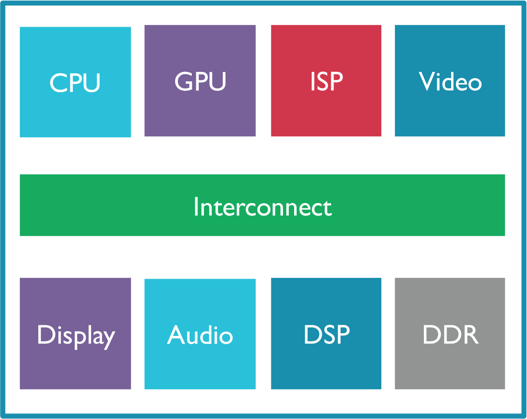 CPU
GPU
ISP
Video
Interconnect
Display
Audio
DSP
DDR